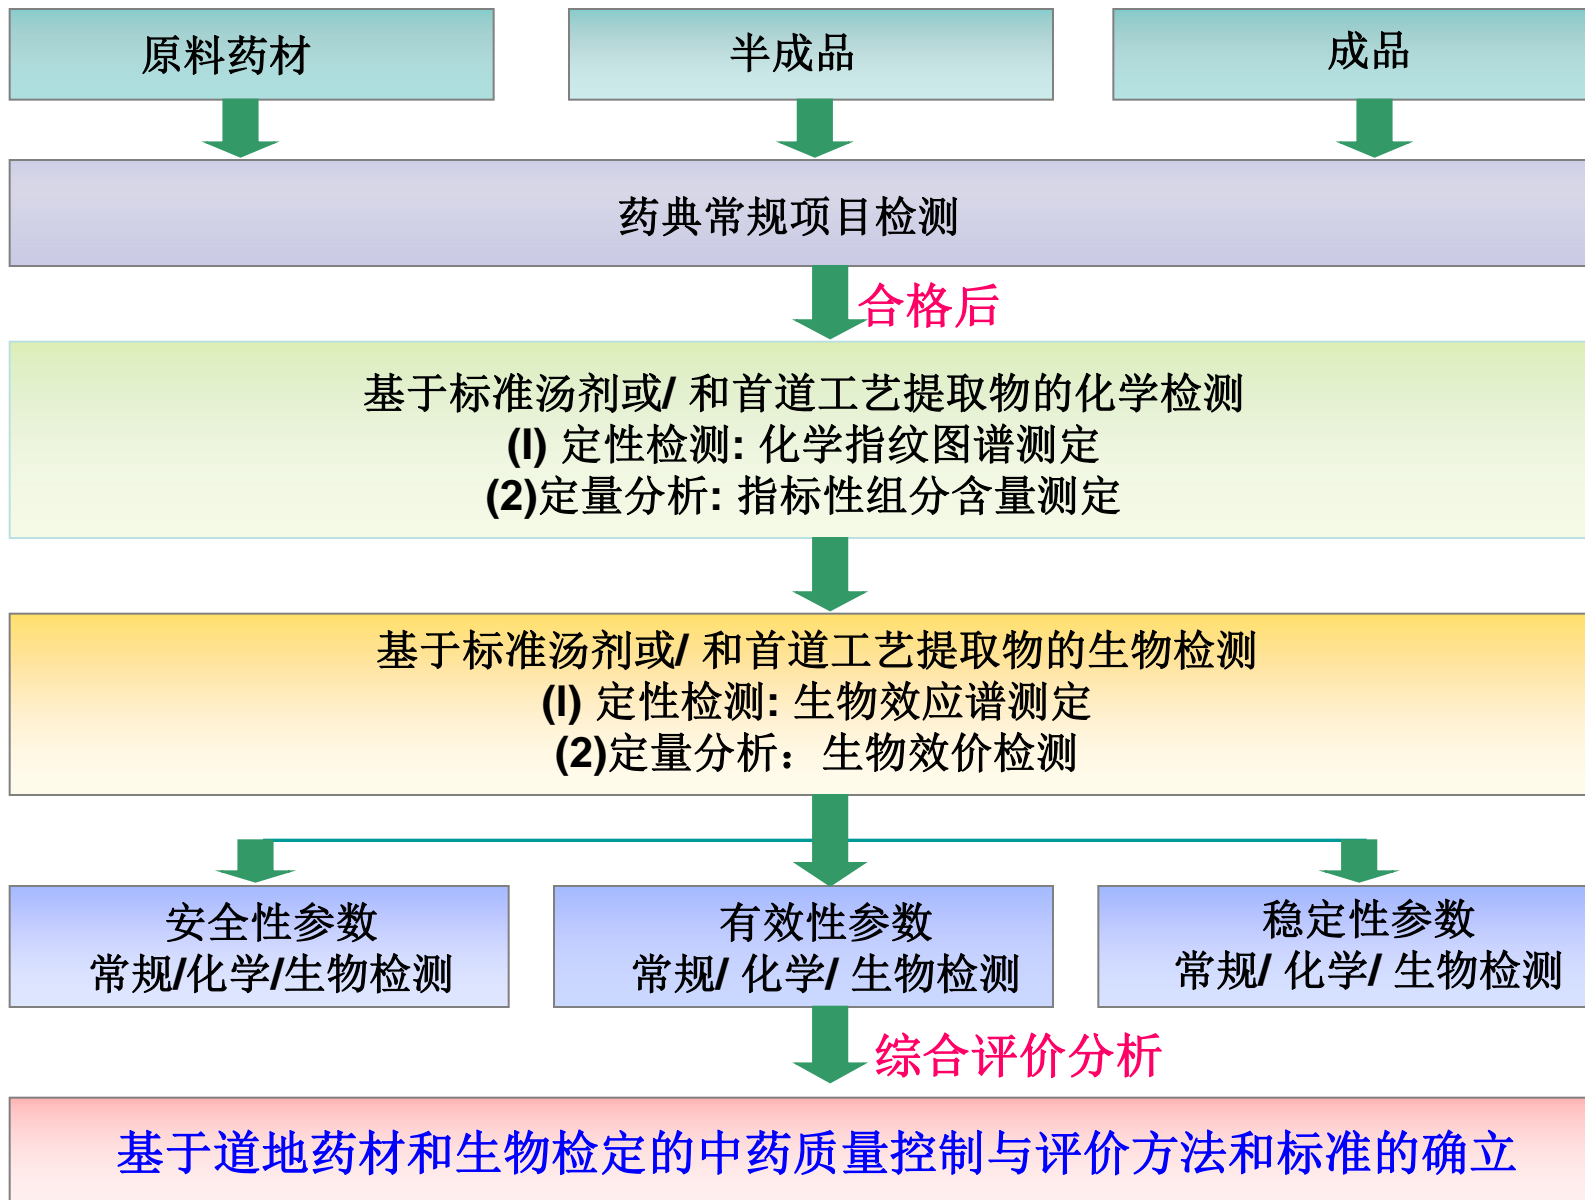 原料药材
半成品
成品
药典常规项目检测
合格后
基于标准汤剂或/ 和首道工艺提取物的化学检测
(I) 定性检测: 化学指纹图谱测定
(2)定量分析: 指标性组分含量测定
基于标准汤剂或/ 和首道工艺提取物的生物检测
(I) 定性检测: 生物效应谱测定
(2)定量分析：生物效价检测
安全性参数
常规/化学/生物检测
有效性参数
常规/ 化学/ 生物检测
稳定性参数
常规/ 化学/ 生物检测
综合评价分析
基于道地药材和生物检定的中药质量控制与评价方法和标准的确立